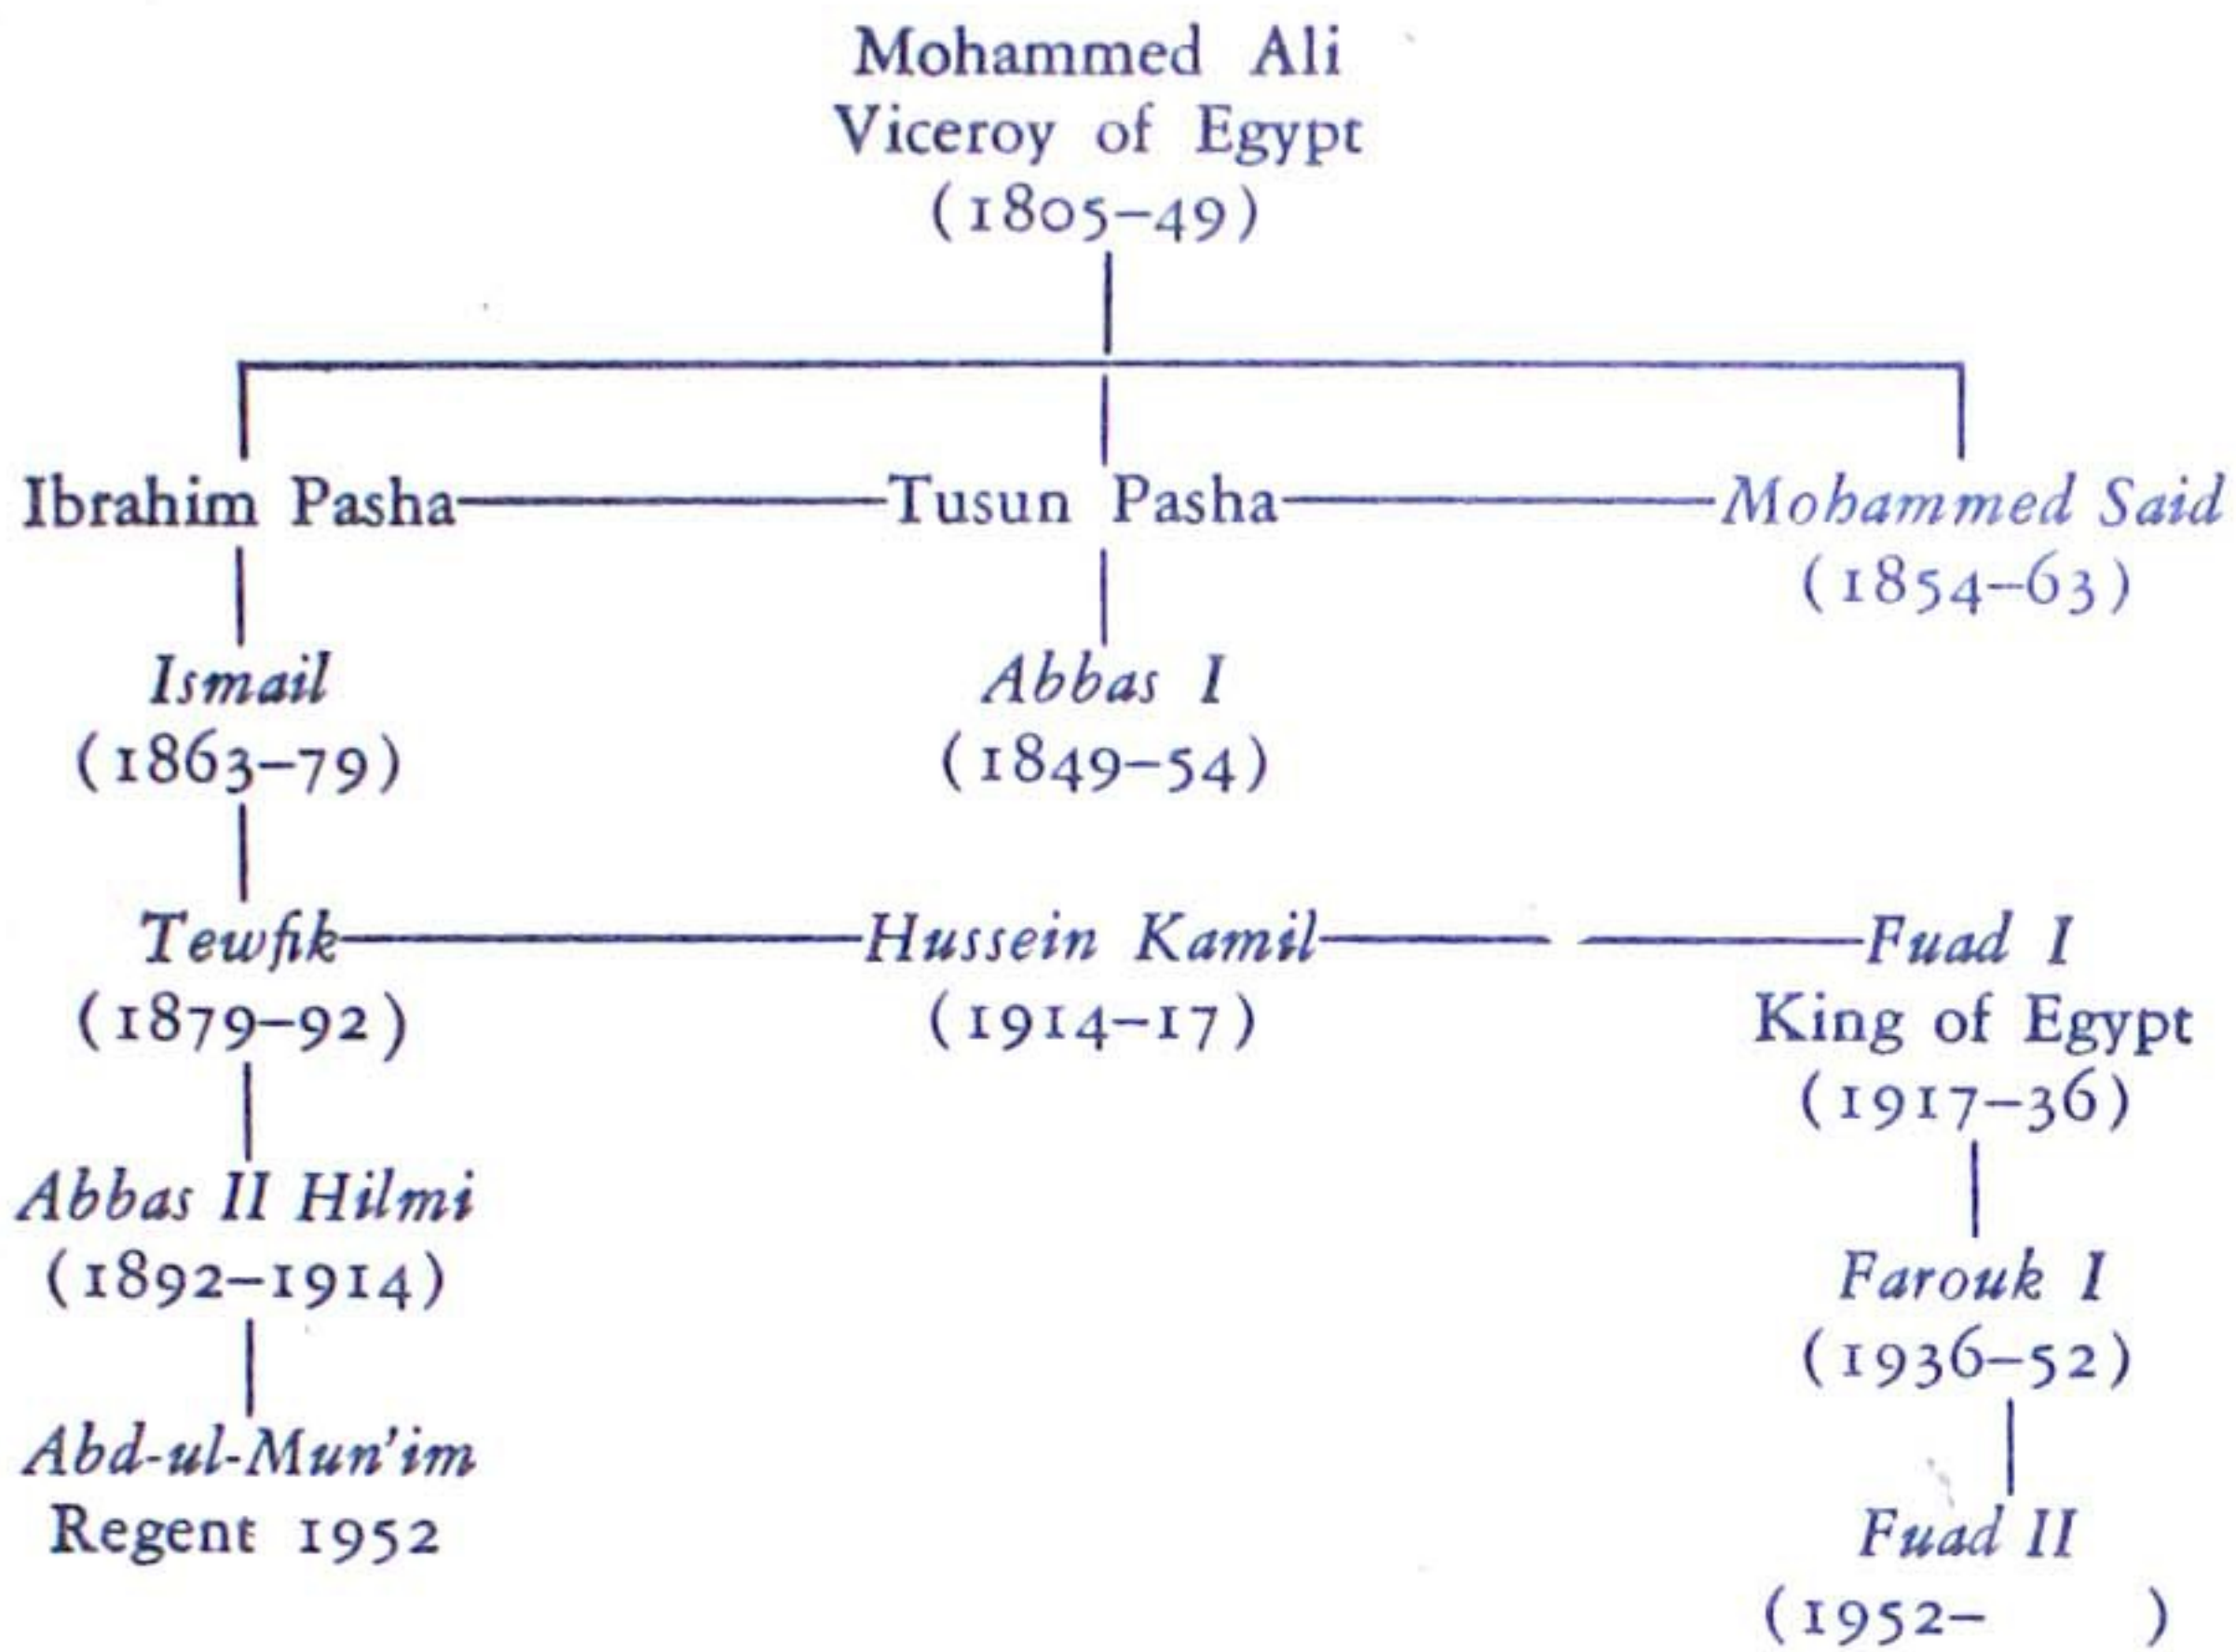 Mohammed Ali
Viceroy of Egypt
(1805–49)
Ibrahim Pasha
Tusun Pasha
Mohammed Said
(1854–63)
Ismail
(1863–79)
Abbas I
(1849–54)
Tewfik
(1879–92)
Hussein Kamil
(1914–17)
Fuad I
King of Egypt
(1917–36)
Abbas II Hilmi
(1892–1914)
Farouk I
(1936–52)
Abd-ul-Mun'im
Regent 1952
Fuad II
(1952– )